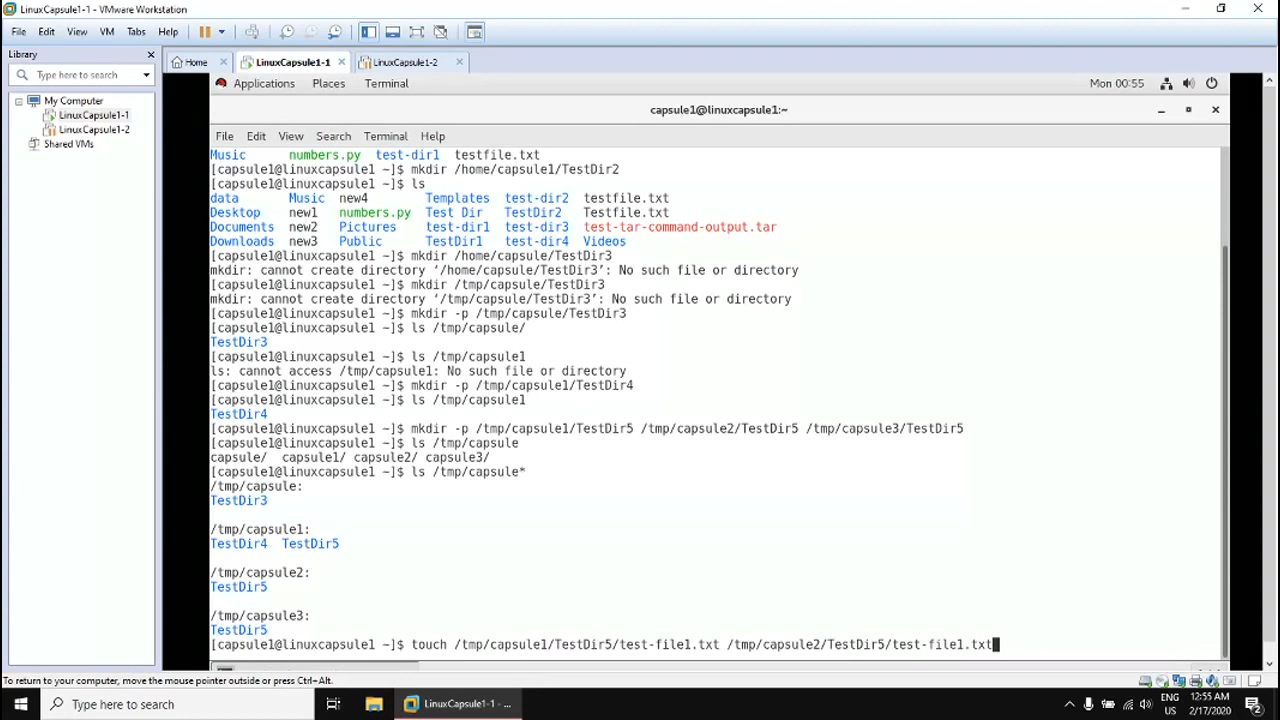 LinuxCapsule1-1 - VMware Workstation
File Edit View VM Tabs Help
Library
Type here to search
My Computer
LinuxCapsule1-1
LinuxCapsule1-2
Shared VMs
Home LinuxCapsule1-1 LinuxCapsule1-2
Applications Places Terminal Mon 00:55
capsule1@linuxcapsule1:~
File Edit View Search Terminal Help
Music numbers.py test-dir1 testfile.txt
[capsule1@linuxcapsule1 ~]$ mkdir /home/capsule1/TestDir2
[capsule1@linuxcapsule1 ~]$ ls
data Music new4 Templates test-dir2 testfile.txt
Desktop new1 numbers.py Test Dir TestDir2 Testfile.txt
Documents new2 Pictures test-dir1 test-dir3 test-tar-command-output.tar
Downloads new3 Public TestDir1 test-dir4 Videos
[capsule1@linuxcapsule1 ~]$ mkdir /home/capsule/TestDir3
mkdir: cannot create directory ‘/home/capsule/TestDir3’: No such file or directory
[capsule1@linuxcapsule1 ~]$ mkdir /tmp/capsule/TestDir3
mkdir: cannot create directory ‘/tmp/capsule/TestDir3’: No such file or directory
[capsule1@linuxcapsule1 ~]$ mkdir -p /tmp/capsule/TestDir3
[capsule1@linuxcapsule1 ~]$ ls /tmp/capsule/
TestDir3
[capsule1@linuxcapsule1 ~]$ ls /tmp/capsule1
ls: cannot access /tmp/capsule1: No such file or directory
[capsule1@linuxcapsule1 ~]$ mkdir -p /tmp/capsule1/TestDir4
[capsule1@linuxcapsule1 ~]$ ls /tmp/capsule1
TestDir4
[capsule1@linuxcapsule1 ~]$ mkdir -p /tmp/capsule1/TestDir5 /tmp/capsule2/TestDir5 /tmp/capsule3/TestDir5
[capsule1@linuxcapsule1 ~]$ ls /tmp/capsule
capsule/ capsule1/ capsule2/ capsule3/
[capsule1@linuxcapsule1 ~]$ ls /tmp/capsule*
/tmp/capsule:
TestDir3
/tmp/capsule1:
TestDir4 TestDir5
/tmp/capsule2:
TestDir5
/tmp/capsule3:
TestDir5
[capsule1@linuxcapsule1 ~]$ touch /tmp/capsule1/TestDir5/test-file1.txt /tmp/capsule2/TestDir5/test-file1.txt
To return to your computer, move the mouse pointer outside or press Ctrl+Alt.
Type here to search
LinuxCapsule1-1 - ...
ENG
US
12:55 AM
2/17/2020
2